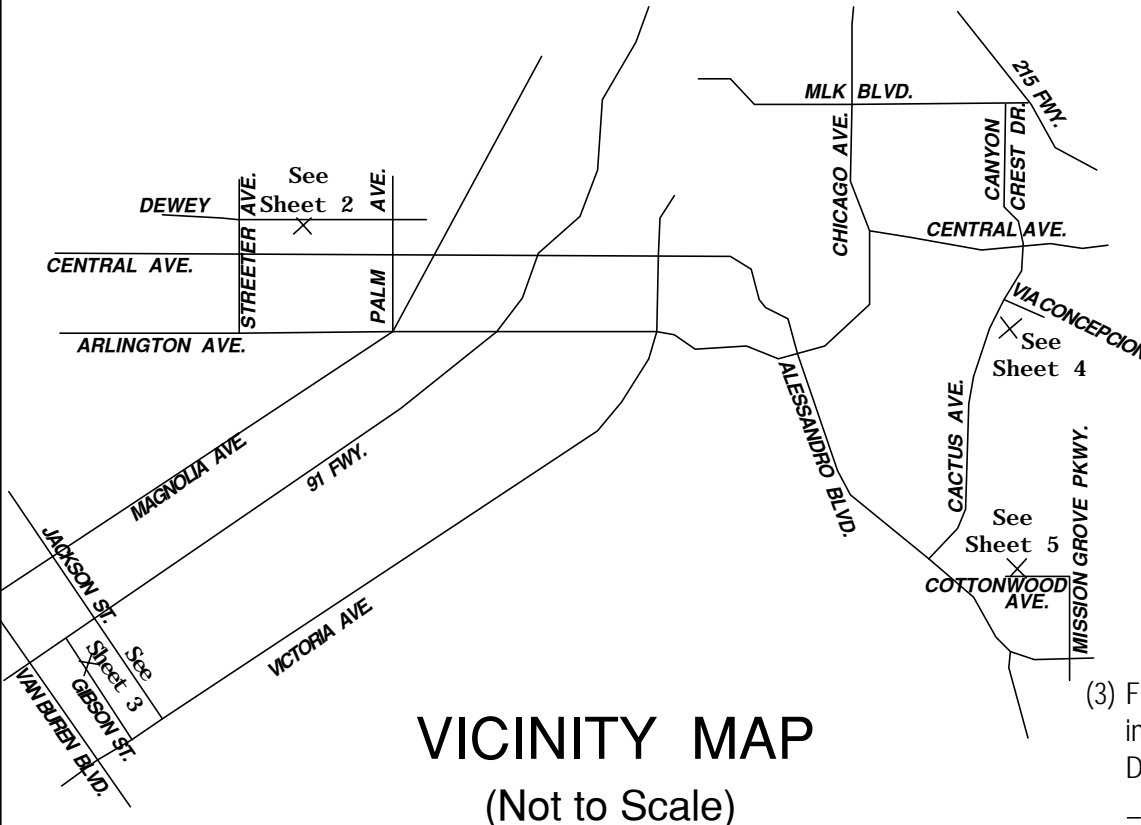 215 FWY.
MLK BLVD.
CHICAGO AVE.
CANYON
CREST DR.
See
Sheet 2
DEWEY
STREETER AVE.
PALM AVE.
CENTRAL AVE.
CENTRAL AVE.
ARLINGTON AVE.
VIA CONCEPCION
See
Sheet 4
ALESSANDRO BLVD.
CACTUS AVE.
MISSION GROVE PKWY.
MAGNOLIA AVE.
91 FWY.
See
Sheet 5
COTTONWOOD
AVE.
JACKSON ST.
VICTORIA AVE
See
Sheet 3
GIBSON ST.
VAN BUREN BLVD.
VICINITY MAP
(Not to Scale)
(3) F
in
D